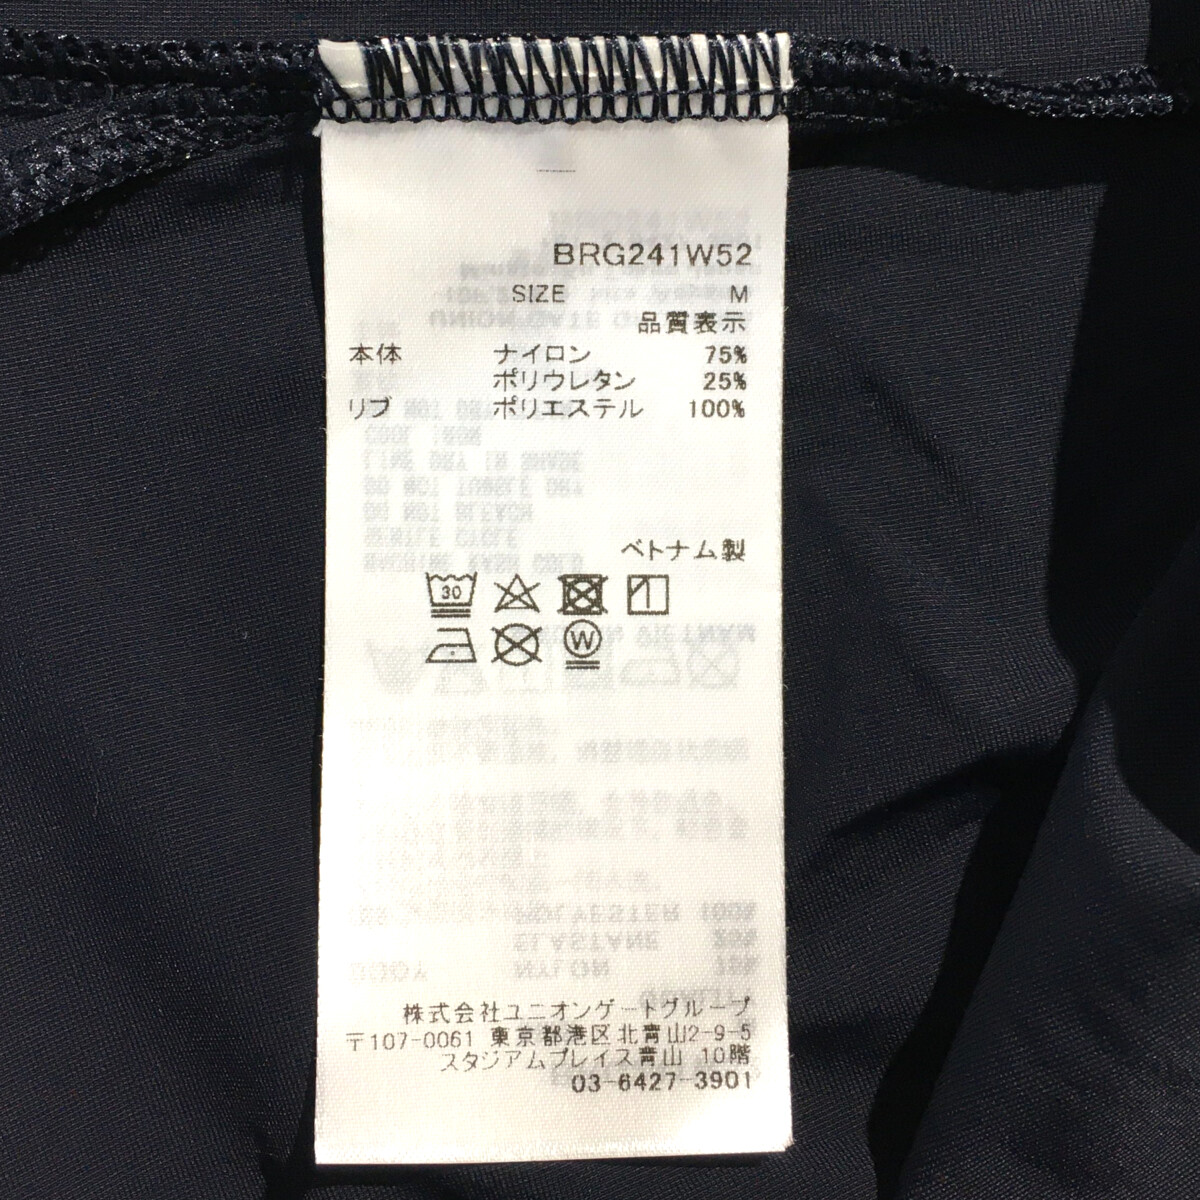 BRG241W52
SIZE M
品質表示
本体 ナイロン 75%
ポリウレタン 25%
リブ ポリエステル 100%
ベトナム製
30
W
株式会社ユニオンゲートグループ
〒107-0061 東京都港区北青山2-9-5
スタジアムプレイス青山 10階
03-6427-3901